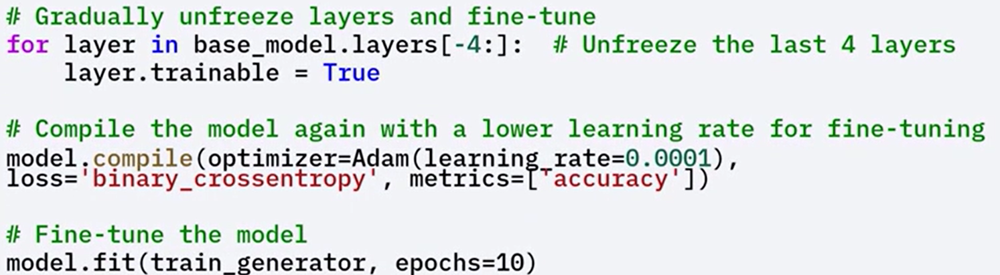 # Gradually unfreeze layers and fine-tune
for layer in base_model.layers[-4:]:  # Unfreeze the last 4 layers
    layer.trainable = True
# Compile the model again with a lower learning rate for fine-tuning
model.compile(optimizer=Adam(learning_rate=0.0001),
loss='binary_crossentropy', metrics=['accuracy'])
# Fine-tune the model
model.fit(train_generator, epochs=10)